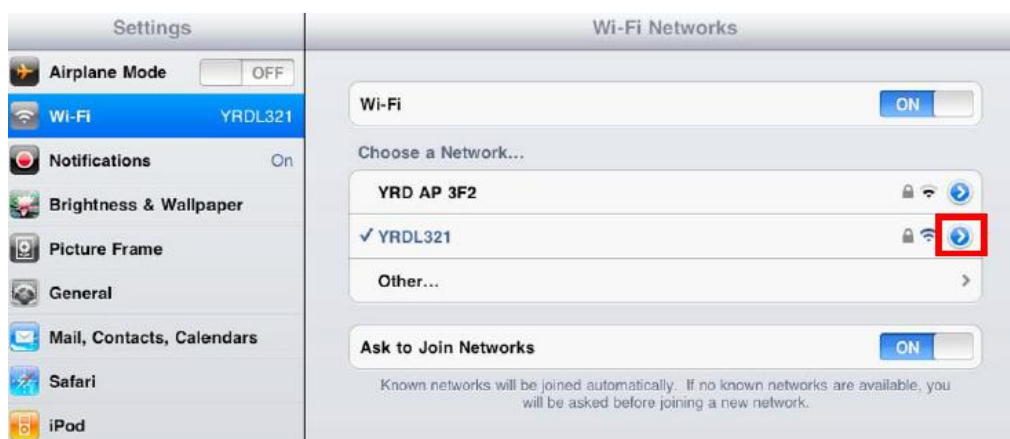 Settings
Airplane Mode OFF
Wi-Fi YRDL321
Notifications On
Brightness & Wallpaper
Picture Frame
General
Mail, Contacts, Calendars
Safari
iPod
Wi-Fi Networks
Wi-Fi ON
Choose a Network...
YRD AP 3F2
✓ YRDL321
Other...
Ask to Join Networks ON
Known networks will be joined automatically. If no known networks are available, you
will be asked before joining a new network.